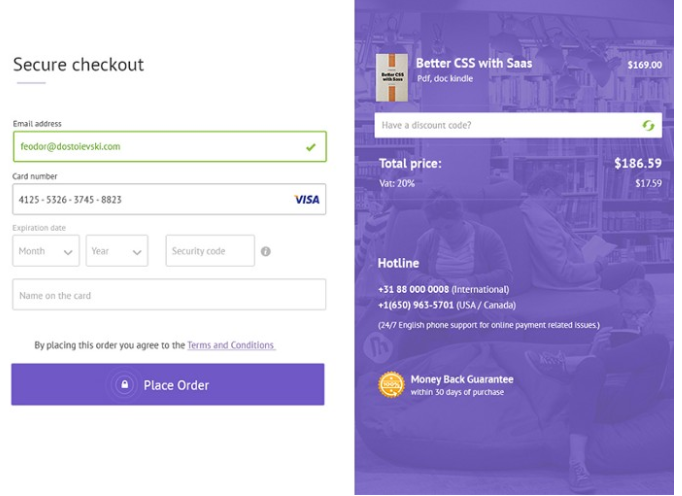 Secure checkout
Email address
feodor@dostoievski.com
Card number
4125 - 5326 - 3745 - 8823
VISA
Expiration date
Month
Year
Security code
i
Name on the card
By placing this order you agree to the Terms and Conditions
Place Order
Better CSS
with Saas
Better CSS with Saas
$169.00
Pdf, doc kindle
Have a discount code?
Total price:
$186.59
Vat: 20%
$17.59
Hotline
+31 88 000 0008 (International)
+1(650) 963-5701 (USA / Canada)
(24/7 English phone support for online payment related issues.)
100%
Money Back Guarantee
within 30 days of purchase